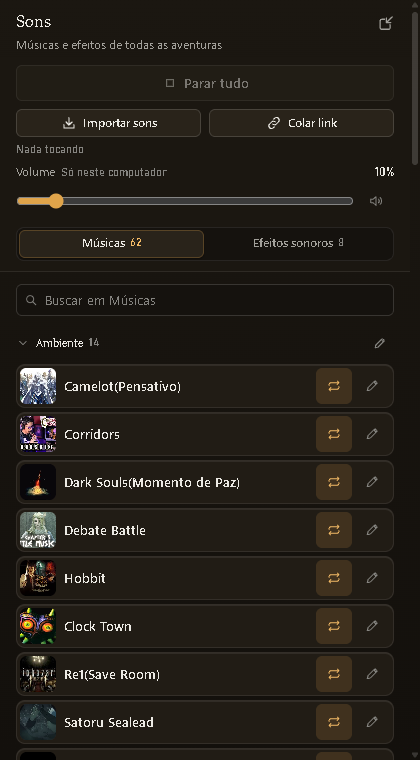 Sons
Músicas e efeitos de todas as aventuras
Parar tudo
Importar sons
Colar link
Nada tocando
Volume Só neste computador 10%
Músicas 62
Efeitos sonoros 8
Buscar em Músicas
Ambiente 14
Camelot(Pensativo)
Corridors
Dark Souls(Momento de Paz)
Debate Battle
Hobbit
Clock Town
Re1(Save Room)
Satoru Sealead